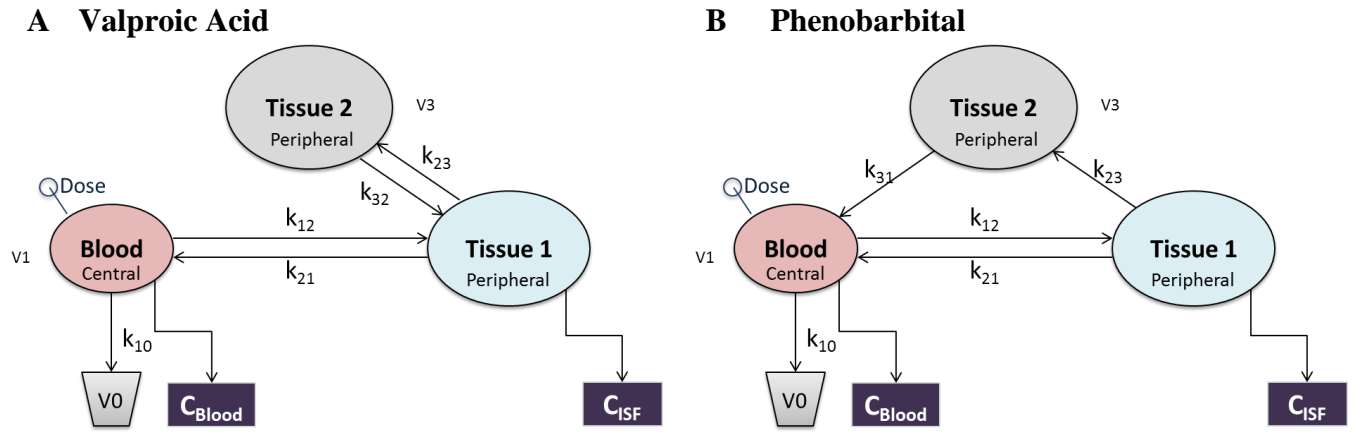 A Valproic Acid
Tissue 2
Peripheral
V3
k23
k32
Dose
Blood
Central
V1
k12
k21
Tissue 1
Peripheral
k10
V0
CBlood
CISF
B Phenobarbital
Tissue 2
Peripheral
V3
k31
k23
Dose
Blood
Central
V1
k12
k21
Tissue 1
Peripheral
k10
V0
CBlood
CISF